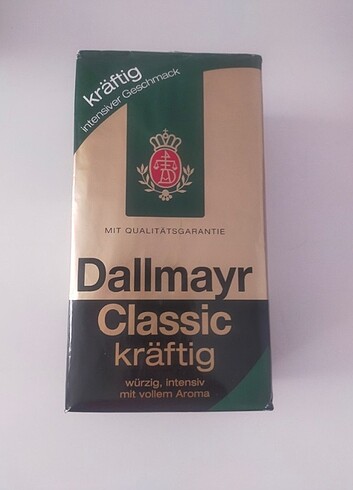 kräftig
intensiver Geschmack
MIT QUALITÄTSGARANTIE
Dallmayr
Classic
kräftig
würzig, intensiv
mit vollem Aroma